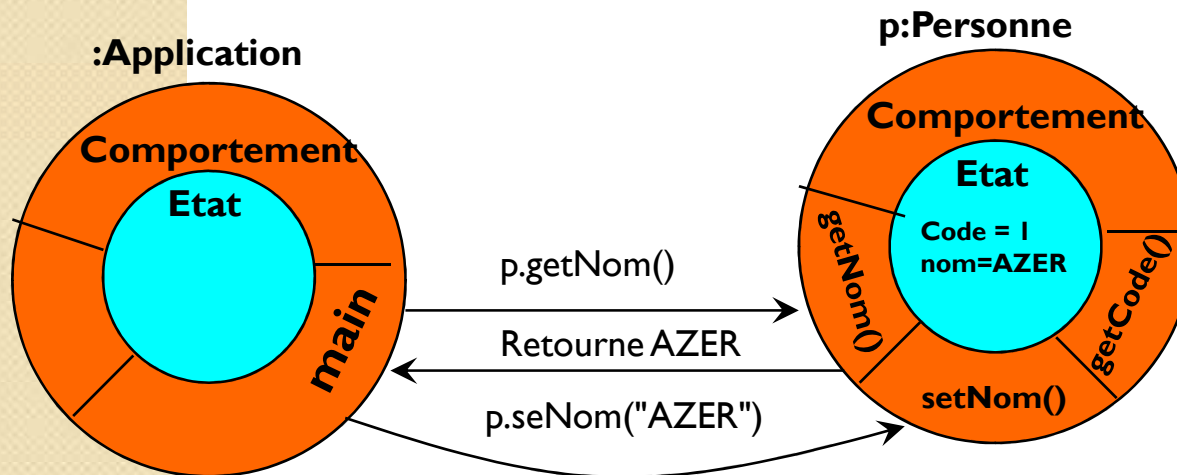 :Application
Comportement
Etat
main
p.getNom()
Retourne AZER
p.seNom("AZER")
p:Personne
Comportement
Etat
Code = 1
nom=AZER
getNom()
setNom()
getCode()